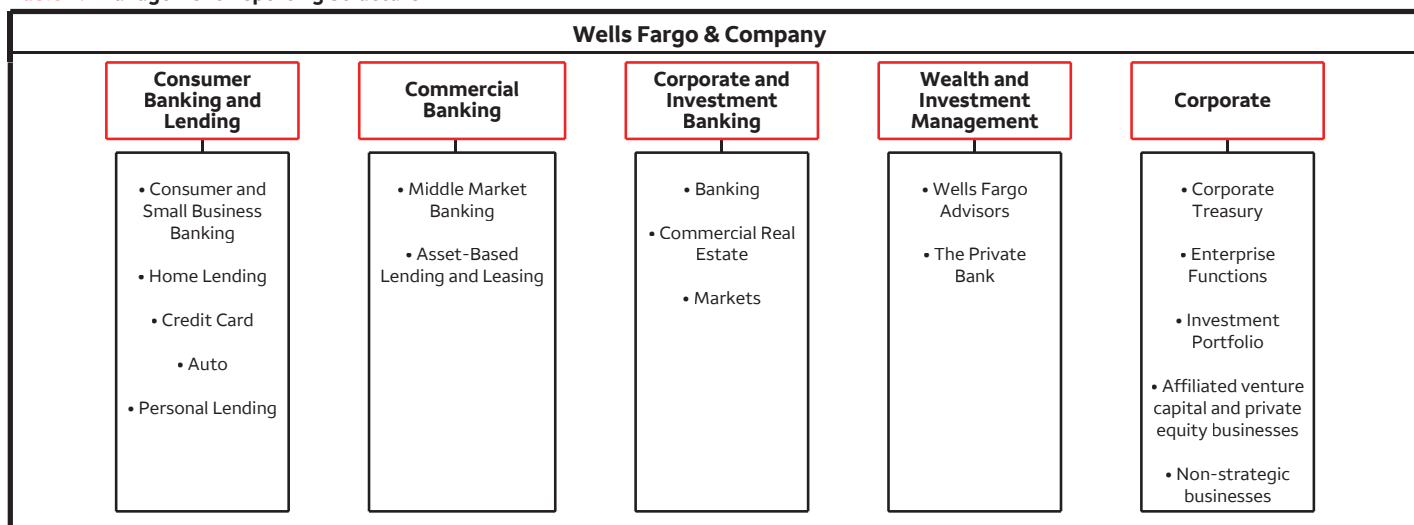 Wells Fargo & Company
Consumer
Banking and
Lending
• Consumer and
Small Business
Banking
• Home Lending
• Credit Card
• Auto
• Personal Lending
Commercial
Banking
• Middle Market
Banking
• Asset-Based
Lending and Leasing
Corporate and
Investment
Banking
• Banking
• Commercial Real
Estate
• Markets
Wealth and
Investment
Management
• Wells Fargo
Advisors
• The Private
Bank
Corporate
• Corporate
Treasury
• Enterprise
Functions
• Investment
Portfolio
• Affiliated venture
capital and private
equity businesses
• Non-strategic
businesses